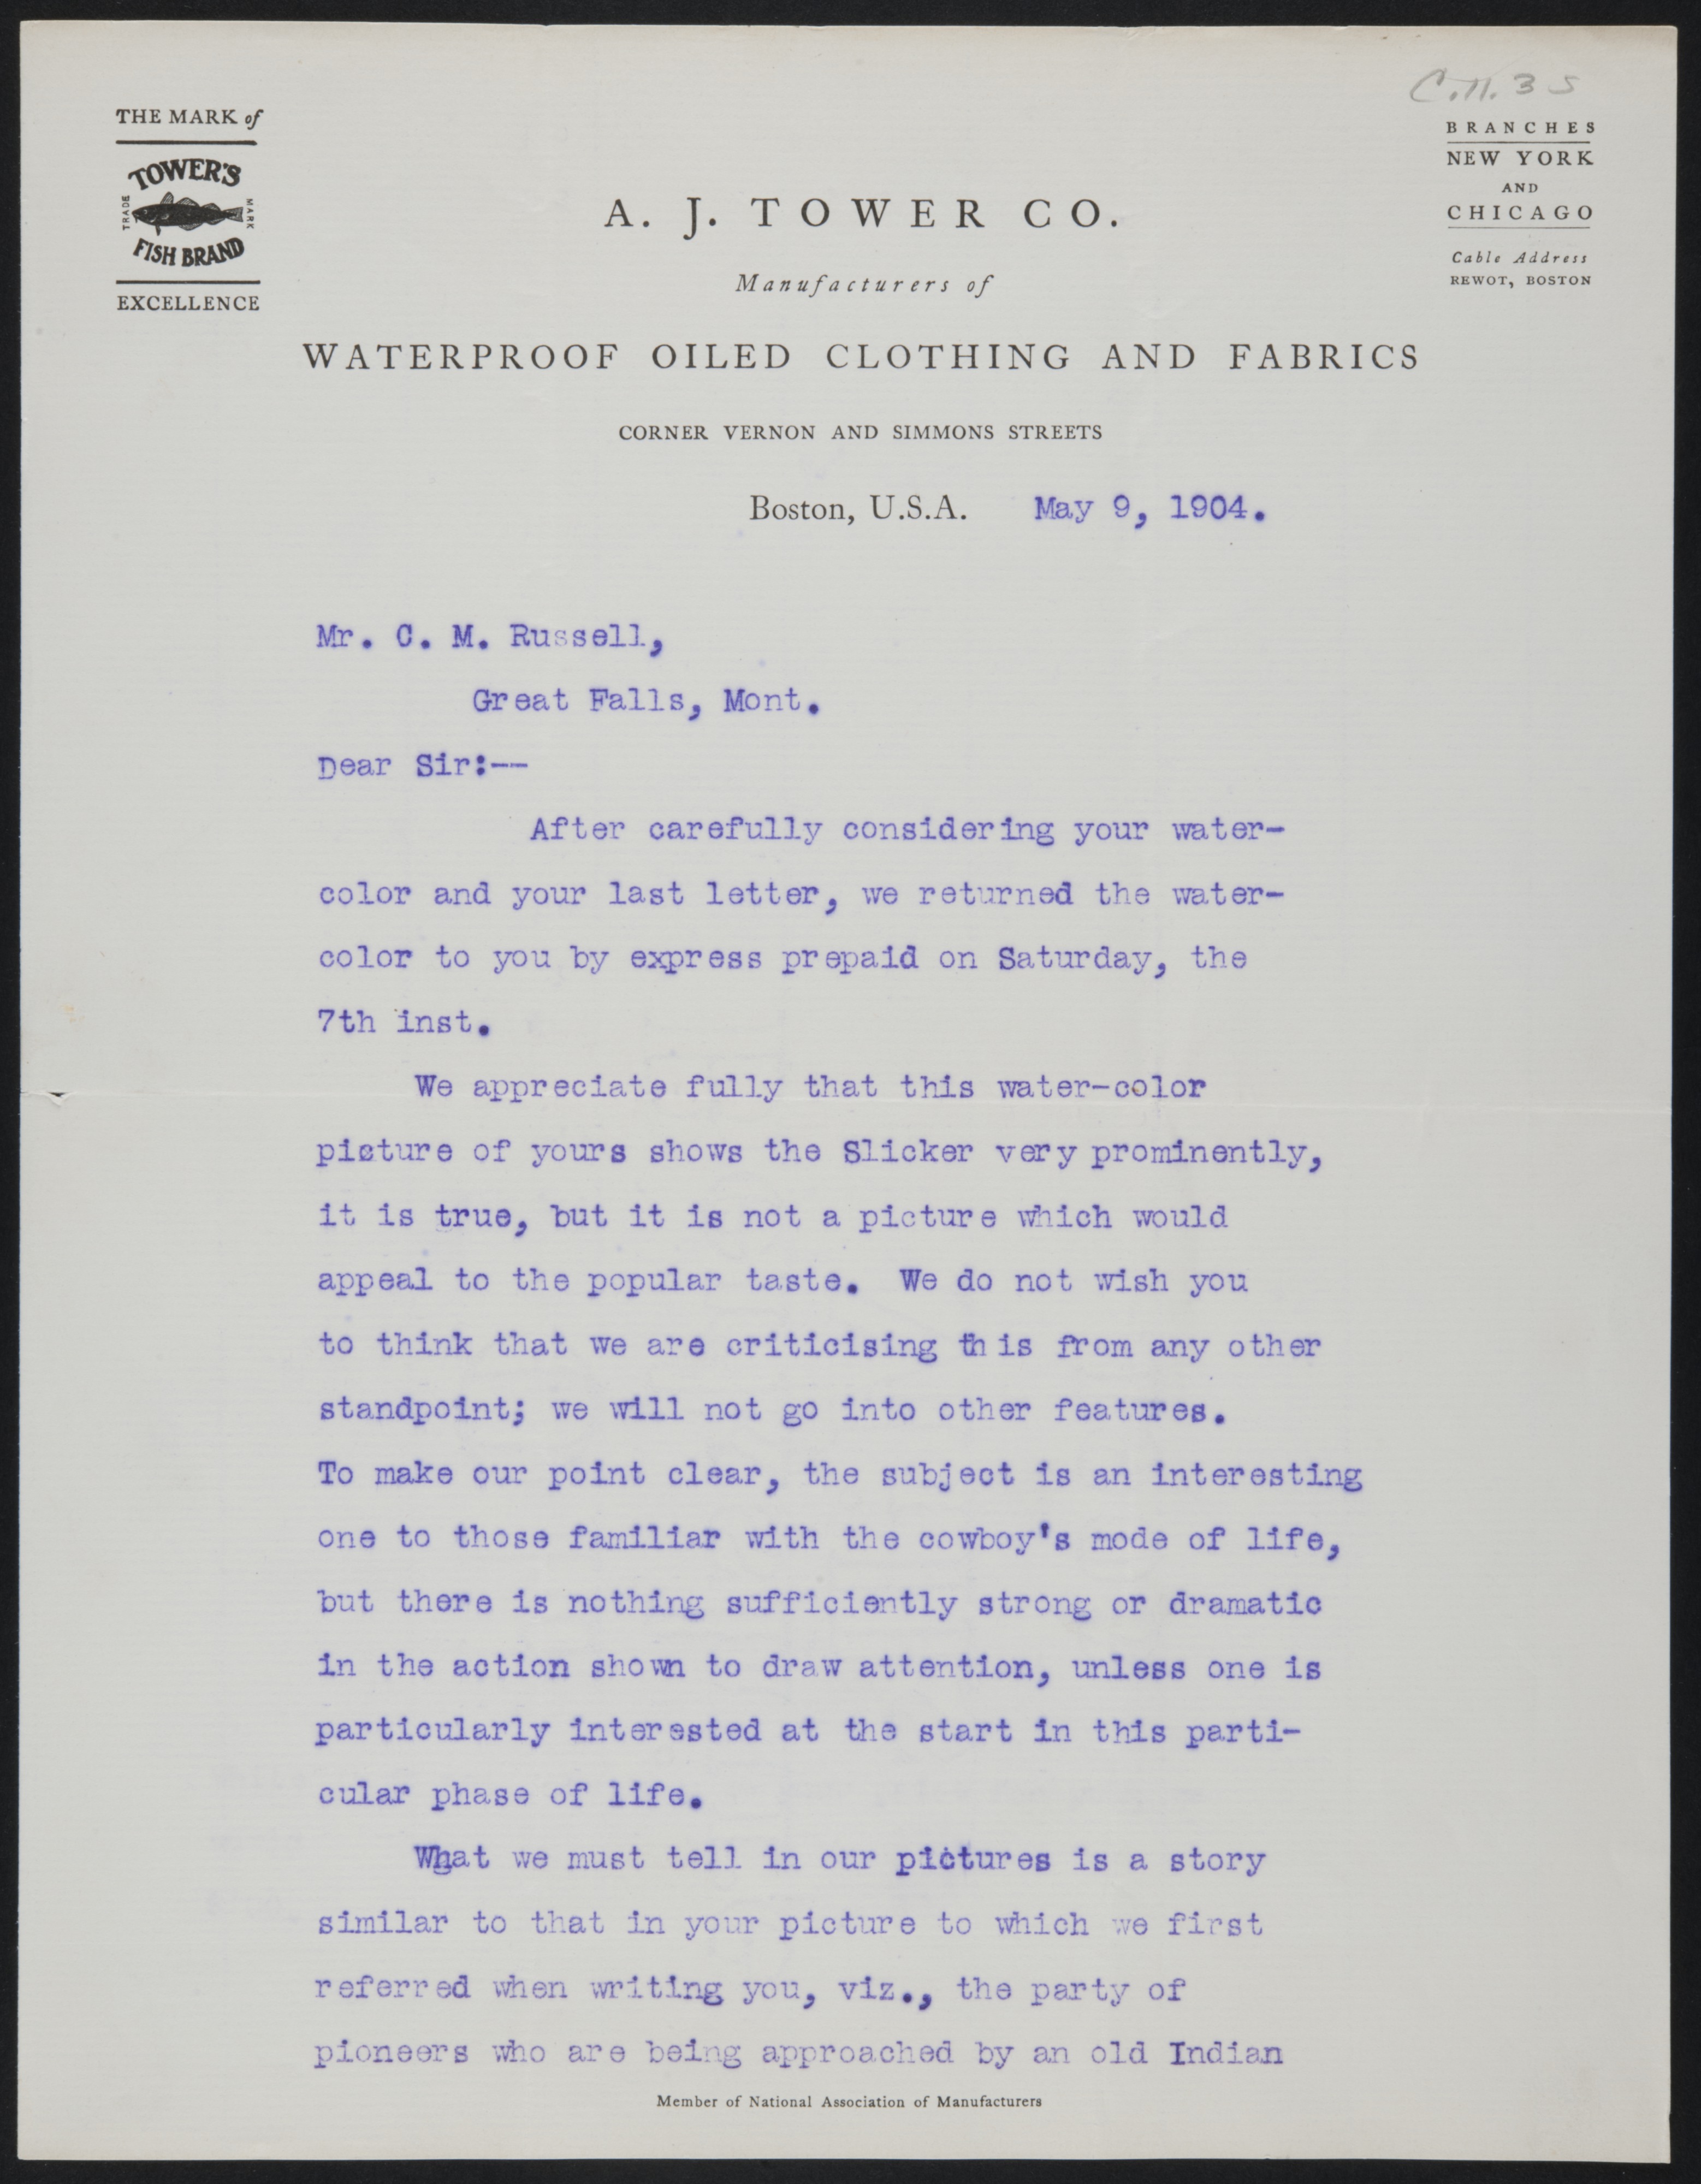 C.11.35
THE MARK of
TOWER'S
TRADE MARK
FISH BRAND
EXCELLENCE
BRANCHES
NEW YORK
AND
CHICAGO
Cable Address
REWOT, BOSTON
A. J. TOWER CO.
Manufacturers of
WATERPROOF OILED CLOTHING AND FABRICS
CORNER VERNON AND SIMMONS STREETS
Boston, U.S.A. May 9, 1904.
Mr. C. M. Russell,
Great Falls, Mont.
Dear Sir:--
After carefully considering your water-
color and your last letter, we returned the water-
color to you by express prepaid on Saturday, the
7th inst.
We appreciate fully that this water-color
picture of yours shows the Slicker very prominently,
it is true, but it is not a picture which would
appeal to the popular taste. We do not wish you
to think that we are criticising this from any other
standpoint; we will not go into other features.
To make our point clear, the subject is an interesting
one to those familiar with the cowboy's mode of life,
but there is nothing sufficiently strong or dramatic
in the action shown to draw attention, unless one is
particularly interested at the start in this parti-
cular phase of life.
What we must tell in our pictures is a story
similar to that in your picture to which we first
referred when writing you, viz., the party of
pioneers who are being approached by an old Indian
Member of National Association of Manufacturers